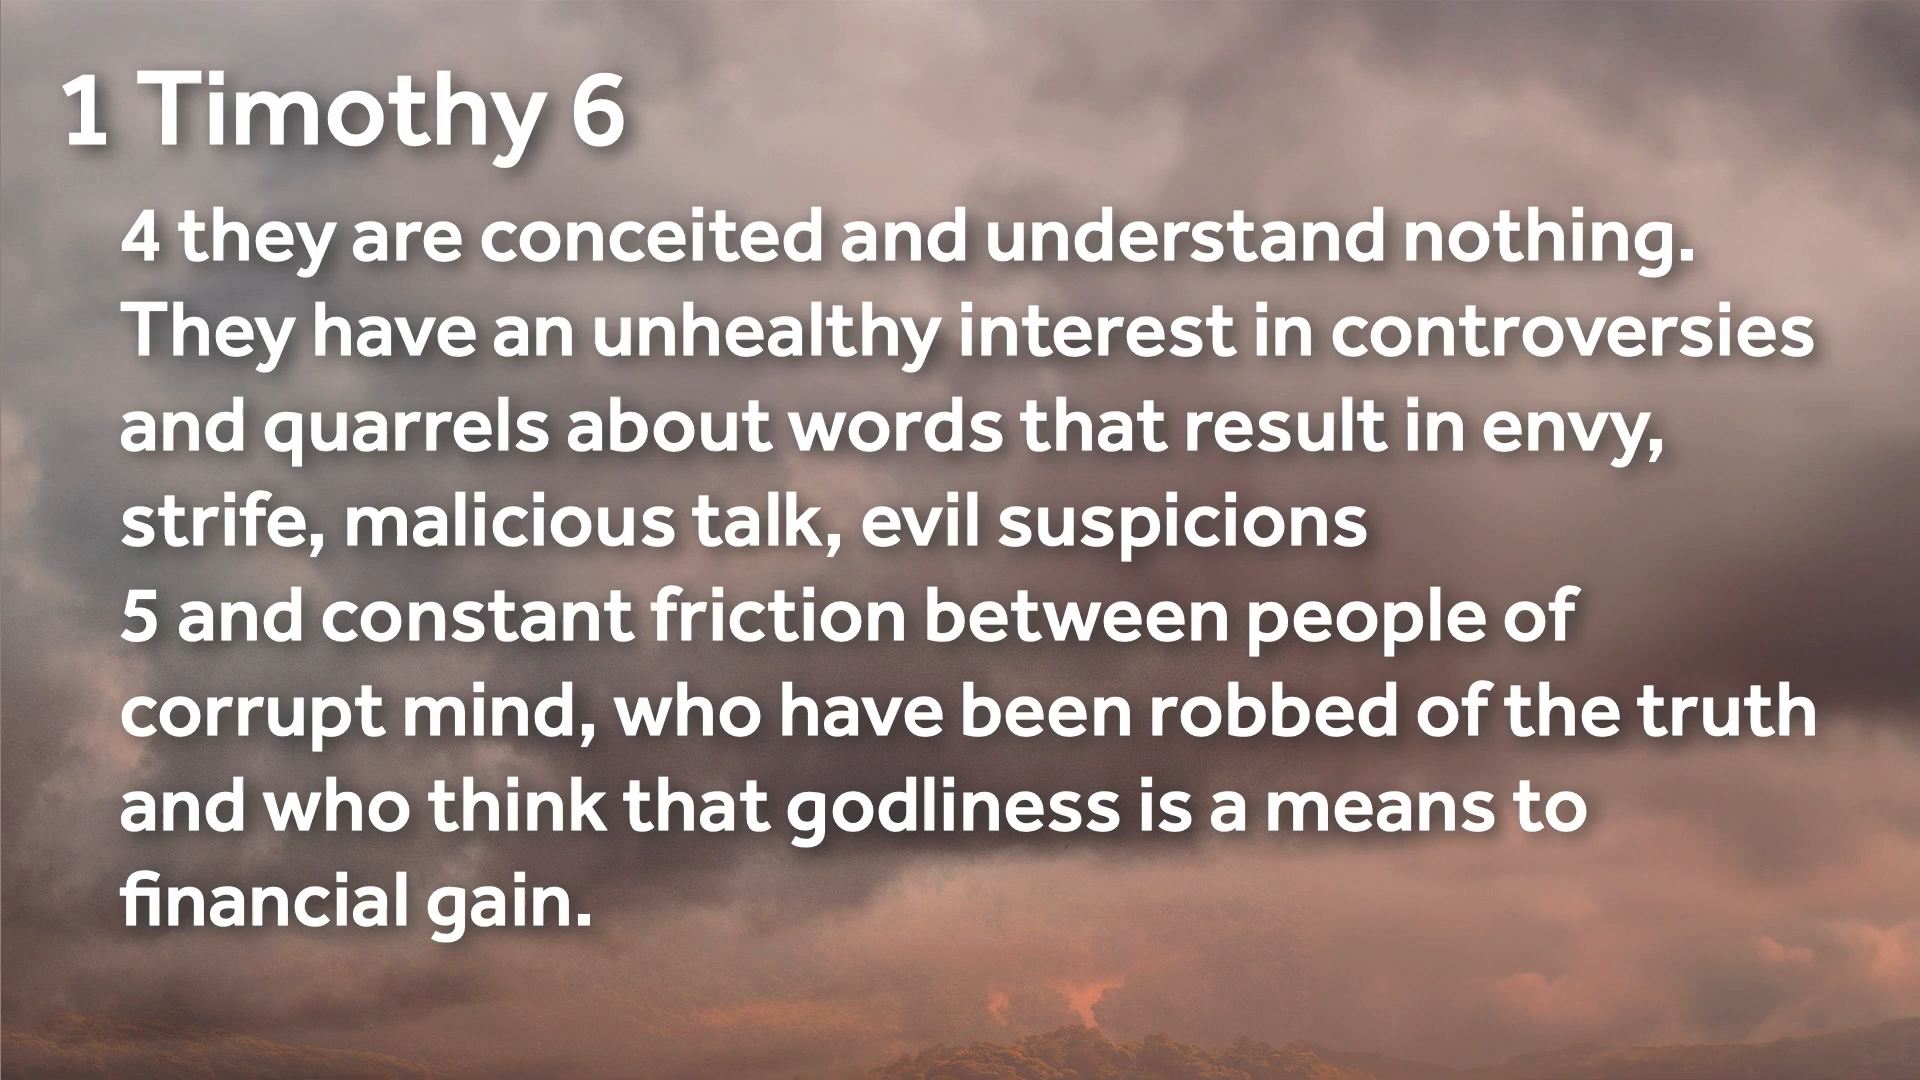 1 Timothy 6
4 they are conceited and understand nothing.
They have an unhealthy interest in controversies
and quarrels about words that result in envy,
strife, malicious talk, evil suspicions
5 and constant friction between people of
corrupt mind, who have been robbed of the truth
and who think that godliness is a means to
financial gain.